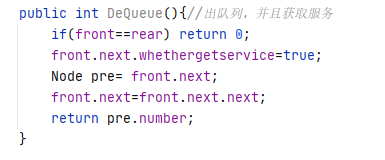 public int DeQueue(){//出队列，并且获取服务
if(front==rear) return 0;
front.next.whethergetservice=true;
Node pre= front.next;
front.next=front.next.next;
return pre.number;
}